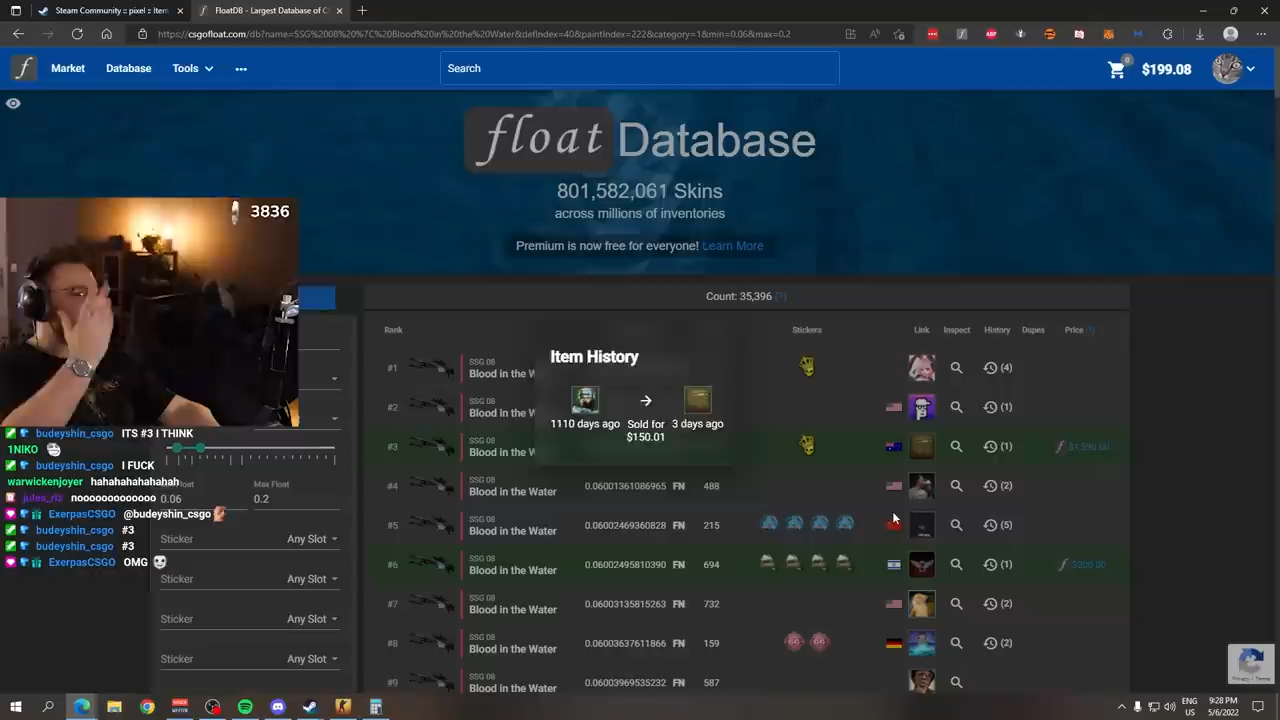 Steam Community :: pixel :: Item
FloatDB - Largest Database of C
https://csgofloat.com/db?name=SSG%2008%20%7C%20Blood%20in%20the%20Water&defIndex=40&paintIndex=222&category=1&min=0.06&max=0.2
f Market Database Tools ••• Search 0 $199.08
float Database
801,582,061 Skins
across millions of inventories
Premium is now free for everyone! Learn More
3836
Count: 35,396 (?)
Rank Stickers Link Inspect History Dupes Price (?)
#1 SSG 08 Blood in the W (4)
#2 SSG 08 Blood in the W (1)
#3 SSG 08 Blood in the W (1) $1,590.00
Item History
1110 days ago → Sold for $150.01 3 days ago
#4 Blood in the Water 0.06001361086965 FN 488 (2)
#5 SSG 08 Blood in the Water 0.06002469360828 FN 215 (5)
#6 SSG 08 Blood in the Water 0.06002495810390 FN 694 (1) $200.00
#7 SSG 08 Blood in the Water 0.06003135815263 FN 732 (2)
#8 SSG 08 Blood in the Water 0.06003637611866 FN 159 (2)
#9 SSG 08 Blood in the Water 0.06003969535232 FN 587
budeyshin_csgo ITS #3 I THINK
1NIKO
budeyshin_csgo I FUCK
warwickenjoyer hahahahahahahah
jules_rlz nooooooooooooo
ExerpasCSGO @budeyshin_csgo
budeyshin_csgo #3
budeyshin_csgo #3
ExerpasCSGO OMG
Float Max Float
0.06 0.2
Sticker Any Slot
Sticker Any Slot
Sticker Any Slot
Sticker Any Slot
Privacy - Terms
ENG
US
9:28 PM
5/6/2022